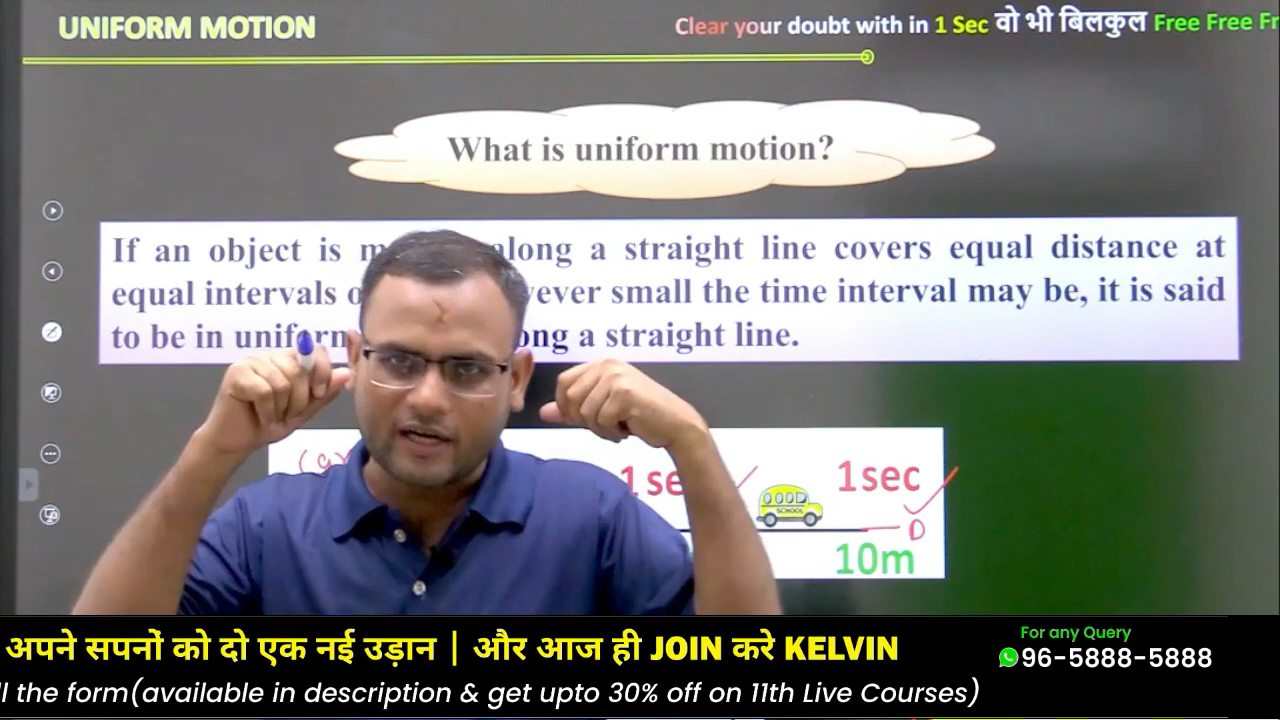 UNIFORM MOTION
Clear your doubt with in 1 Sec वो भी बिलकुल Free Free Fr
What is uniform motion?
If an object is along a straight line covers equal distance at
equal intervals small the time interval may be, it is said
to be in a straight line.
1sec
D
10m
अपने सपनों को दो एक नई उड़ान | और आज ही JOIN करे KELVIN
For any Query
96-5888-5888
the form(available in description & get upto 30% off on 11th Live Courses)